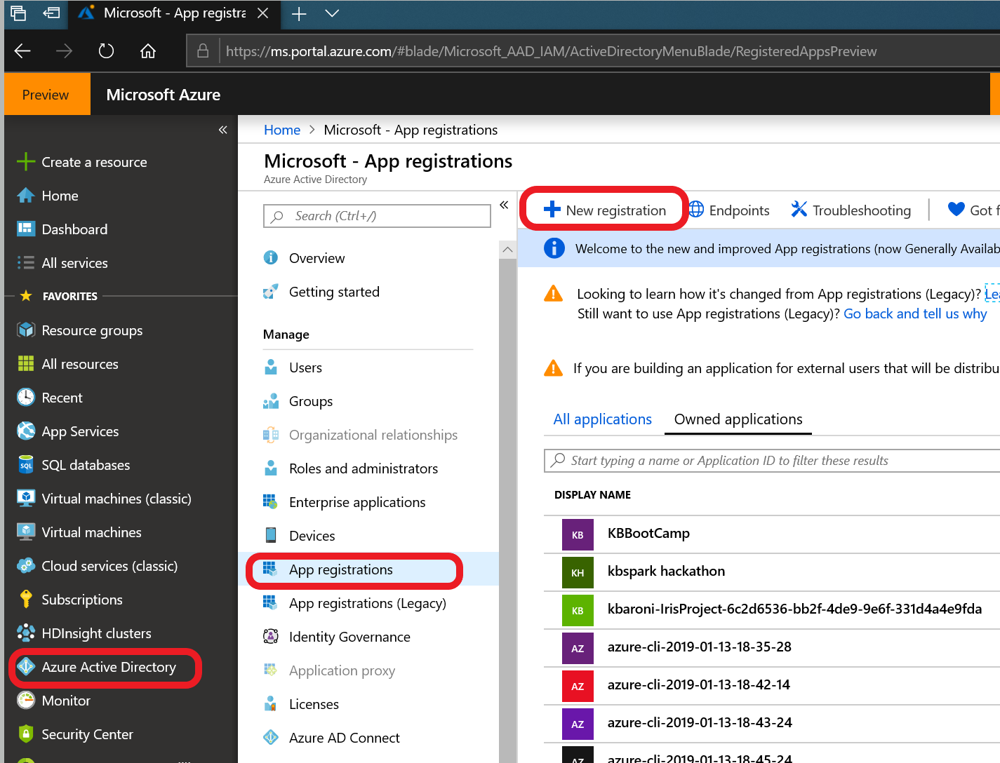 Microsoft - App registra
https://ms.portal.azure.com/#blade/Microsoft_AAD_IAM/ActiveDirectoryMenuBlade/RegisteredAppsPreview
Preview
Microsoft Azure
Create a resource
Home
Dashboard
All services
FAVORITES
Resource groups
All resources
Recent
App Services
SQL
SQL databases
Virtual machines (classic)
Virtual machines
Cloud services (classic)
Subscriptions
HDInsight clusters
Azure Active Directory
Monitor
Security Center
Home > Microsoft - App registrations
Microsoft - App registrations
Azure Active Directory
Search (Ctrl+/)
Overview
Getting started
Manage
Users
Groups
Organizational relationships
Roles and administrators
Enterprise applications
Devices
App registrations
App registrations (Legacy)
Identity Governance
Application proxy
Licenses
Azure AD Connect
New registration
Endpoints
Troubleshooting
Got f
Welcome to the new and improved App registrations (now Generally Availab
Looking to learn how it's changed from App registrations (Legacy)? Lea
Still want to use App registrations (Legacy)? Go back and tell us why
If you are building an application for external users that will be distribu
All applications
Owned applications
Start typing a name or Application ID to filter these results
DISPLAY NAME
KB KBBootCamp
KH kbspark hackathon
KB kbaroni-IrisProject-6c2d6536-bb2f-4de9-9e6f-331d4a4e9fda
AZ azure-cli-2019-01-13-18-35-28
AZ azure-cli-2019-01-13-18-42-14
AZ azure-cli-2019-01-13-18-43-24
AZ azure-cli-2019-01-13-18-45-24